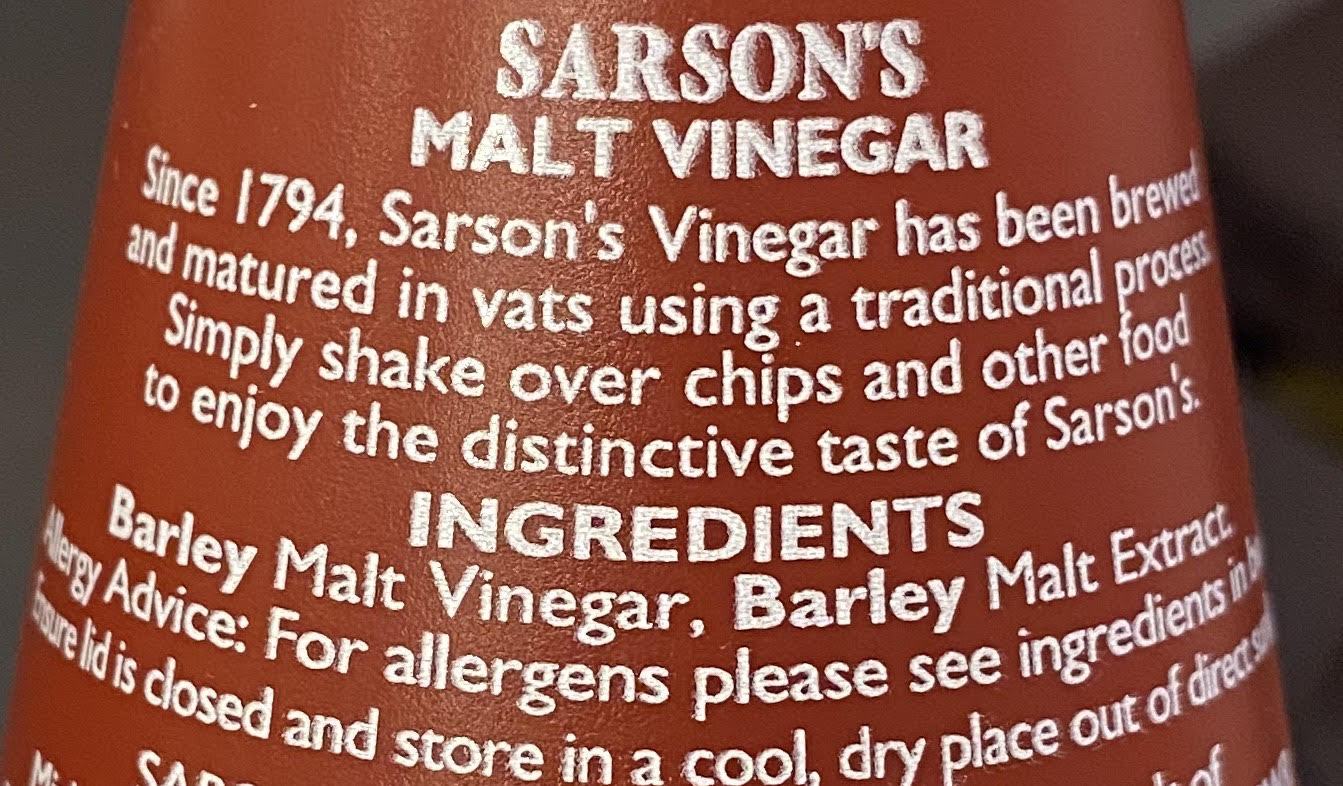 SARSON'S
MALT VINEGAR
Since 1794, Sarson's Vinegar has been brewed
and matured in vats using a traditional process.
Simply shake over chips and other food
to enjoy the distinctive taste of Sarson's.
INGREDIENTS
Barley Malt Vinegar, Barley Malt Extract.
Allergy Advice: For allergens please see ingredients in
Ensure lid is closed and store in a cool, dry place out of direct
of